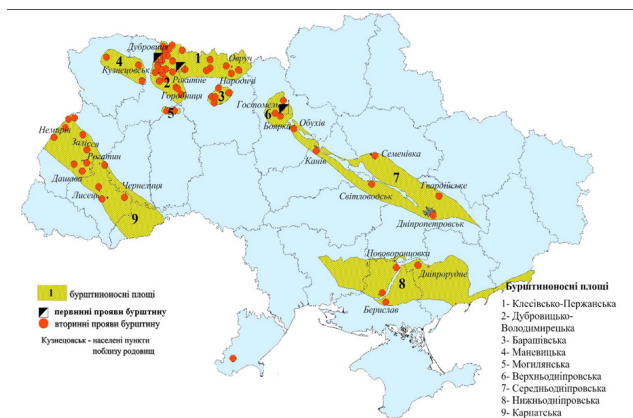 Дубровиця
4
1
Овруч
Кузнецовськ
Рокитне
2
Народичі
Городниця
3
5
Гостомель
6
Обухів
Боярка
Немирів
Залісся
Рогатин
Канів
Семенівка
7
Дашава
Гвардійське
Чернелиця
Лисець
Світловодськ
9
Дніпропетровськ
Нововоронцовка
Дніпрорудне
8
Берислав
1 бурштиноносні площі
первинні прояви бурштину
вторинні прояви бурштину
Кузнецовськ - населені пункти
поблизу родовищ
Бурштиноносні площі
1- Клесівсько-Пержанська
2- Дубровицько-
Володимирецька
3- Барашівська
4- Маневицька
5- Могилянська
6- Верхньодніпровська
7- Середньодніпровська
8- Нижньодніпровська
9- Карпатська